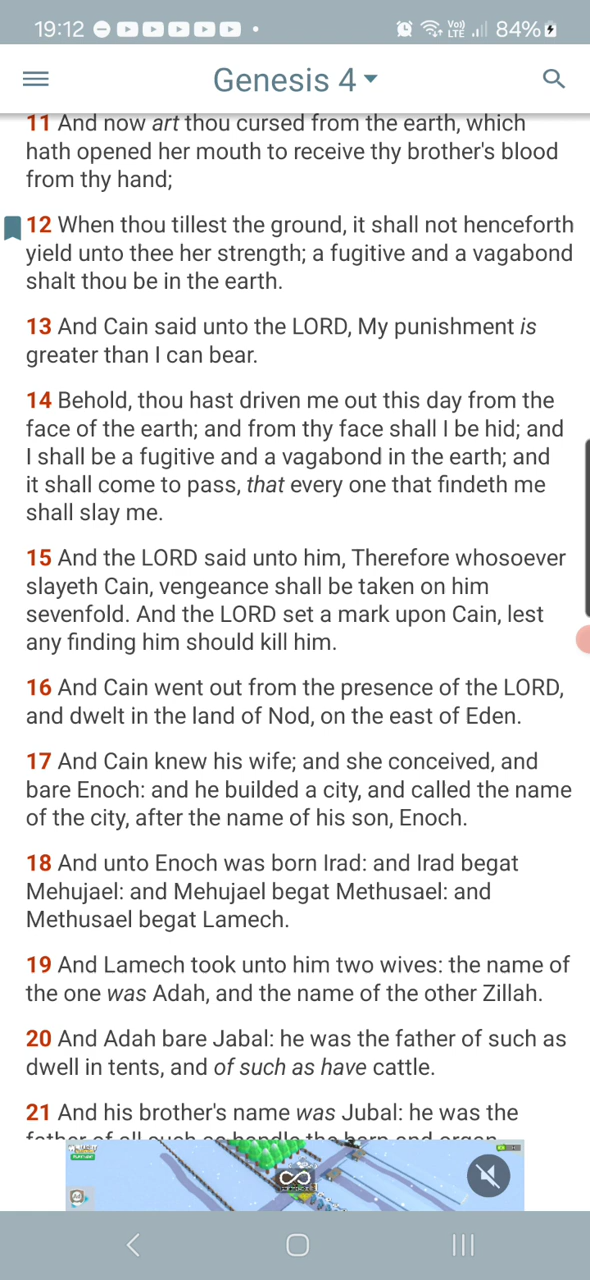 19:12
Vo))
LTE
84%
Genesis 4
11 And now art thou cursed from the earth, which
hath opened her mouth to receive thy brother's blood
from thy hand;
12 When thou tillest the ground, it shall not henceforth
yield unto thee her strength; a fugitive and a vagabond
shalt thou be in the earth.
13 And Cain said unto the LORD, My punishment is
greater than I can bear.
14 Behold, thou hast driven me out this day from the
face of the earth; and from thy face shall I be hid; and
I shall be a fugitive and a vagabond in the earth; and
it shall come to pass, that every one that findeth me
shall slay me.
15 And the LORD said unto him, Therefore whosoever
slayeth Cain, vengeance shall be taken on him
sevenfold. And the LORD set a mark upon Cain, lest
any finding him should kill him.
16 And Cain went out from the presence of the LORD,
and dwelt in the land of Nod, on the east of Eden.
17 And Cain knew his wife; and she conceived, and
bare Enoch: and he builded a city, and called the name
of the city, after the name of his son, Enoch.
18 And unto Enoch was born Irad: and Irad begat
Mehujael: and Mehujael begat Methusael: and
Methusael begat Lamech.
19 And Lamech took unto him two wives: the name of
the one was Adah, and the name of the other Zillah.
20 And Adah bare Jabal: he was the father of such as
dwell in tents, and of such as have cattle.
21 And his brother's name was Jubal: he was the
father of all such as handle the harp and organ